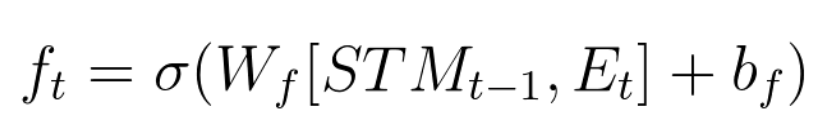 f_t = σ(W_f[STM_{t−1}, E_t] + b_f)